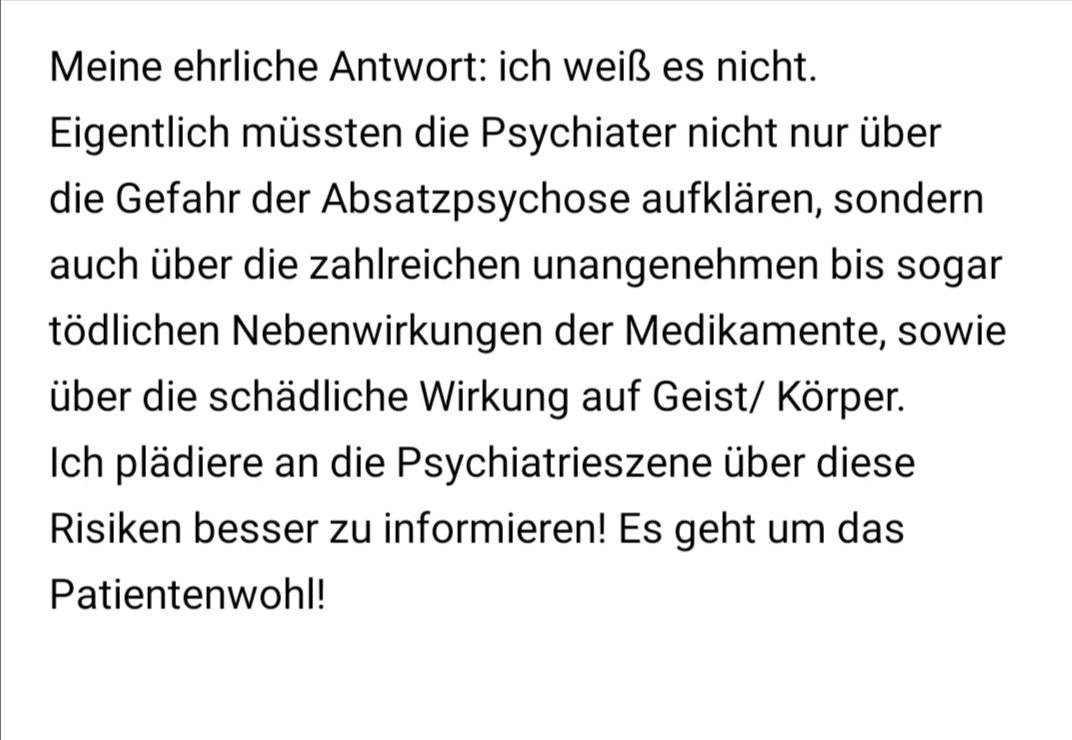 Meine ehrliche Antwort: ich weiß es nicht.
Eigentlich müssten die Psychiater nicht nur über
die Gefahr der Absatzpsychose aufklären, sondern
auch über die zahlreichen unangenehmen bis sogar
tödlichen Nebenwirkungen der Medikamente, sowie
über die schädliche Wirkung auf Geist/ Körper.
Ich plädiere an die Psychiatrieszene über diese
Risiken besser zu informieren! Es geht um das
Patientenwohl!